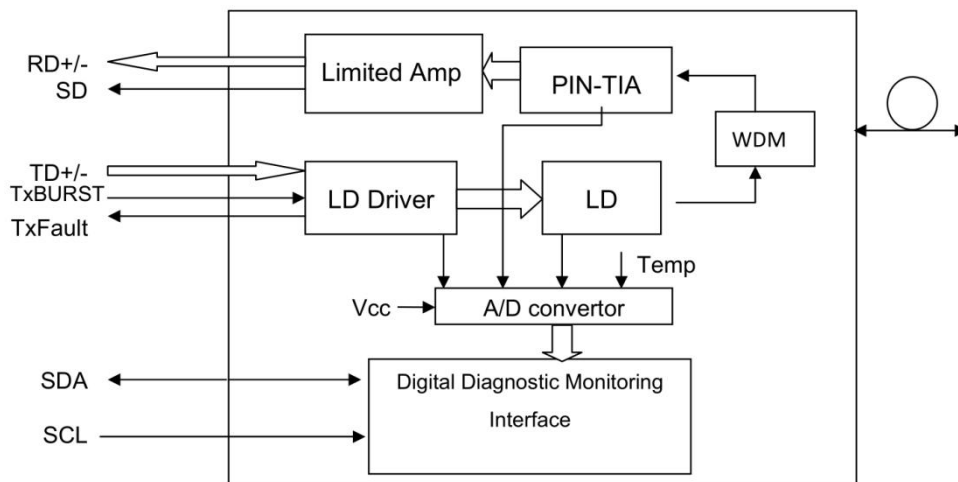 RD+/-
SD
Limited Amp
PIN-TIA
WDM
TD+/-
TxBURST
TxFault
LD Driver
LD
Temp
Vcc
A/D convertor
SDA
SCL
Digital Diagnostic Monitoring
Interface